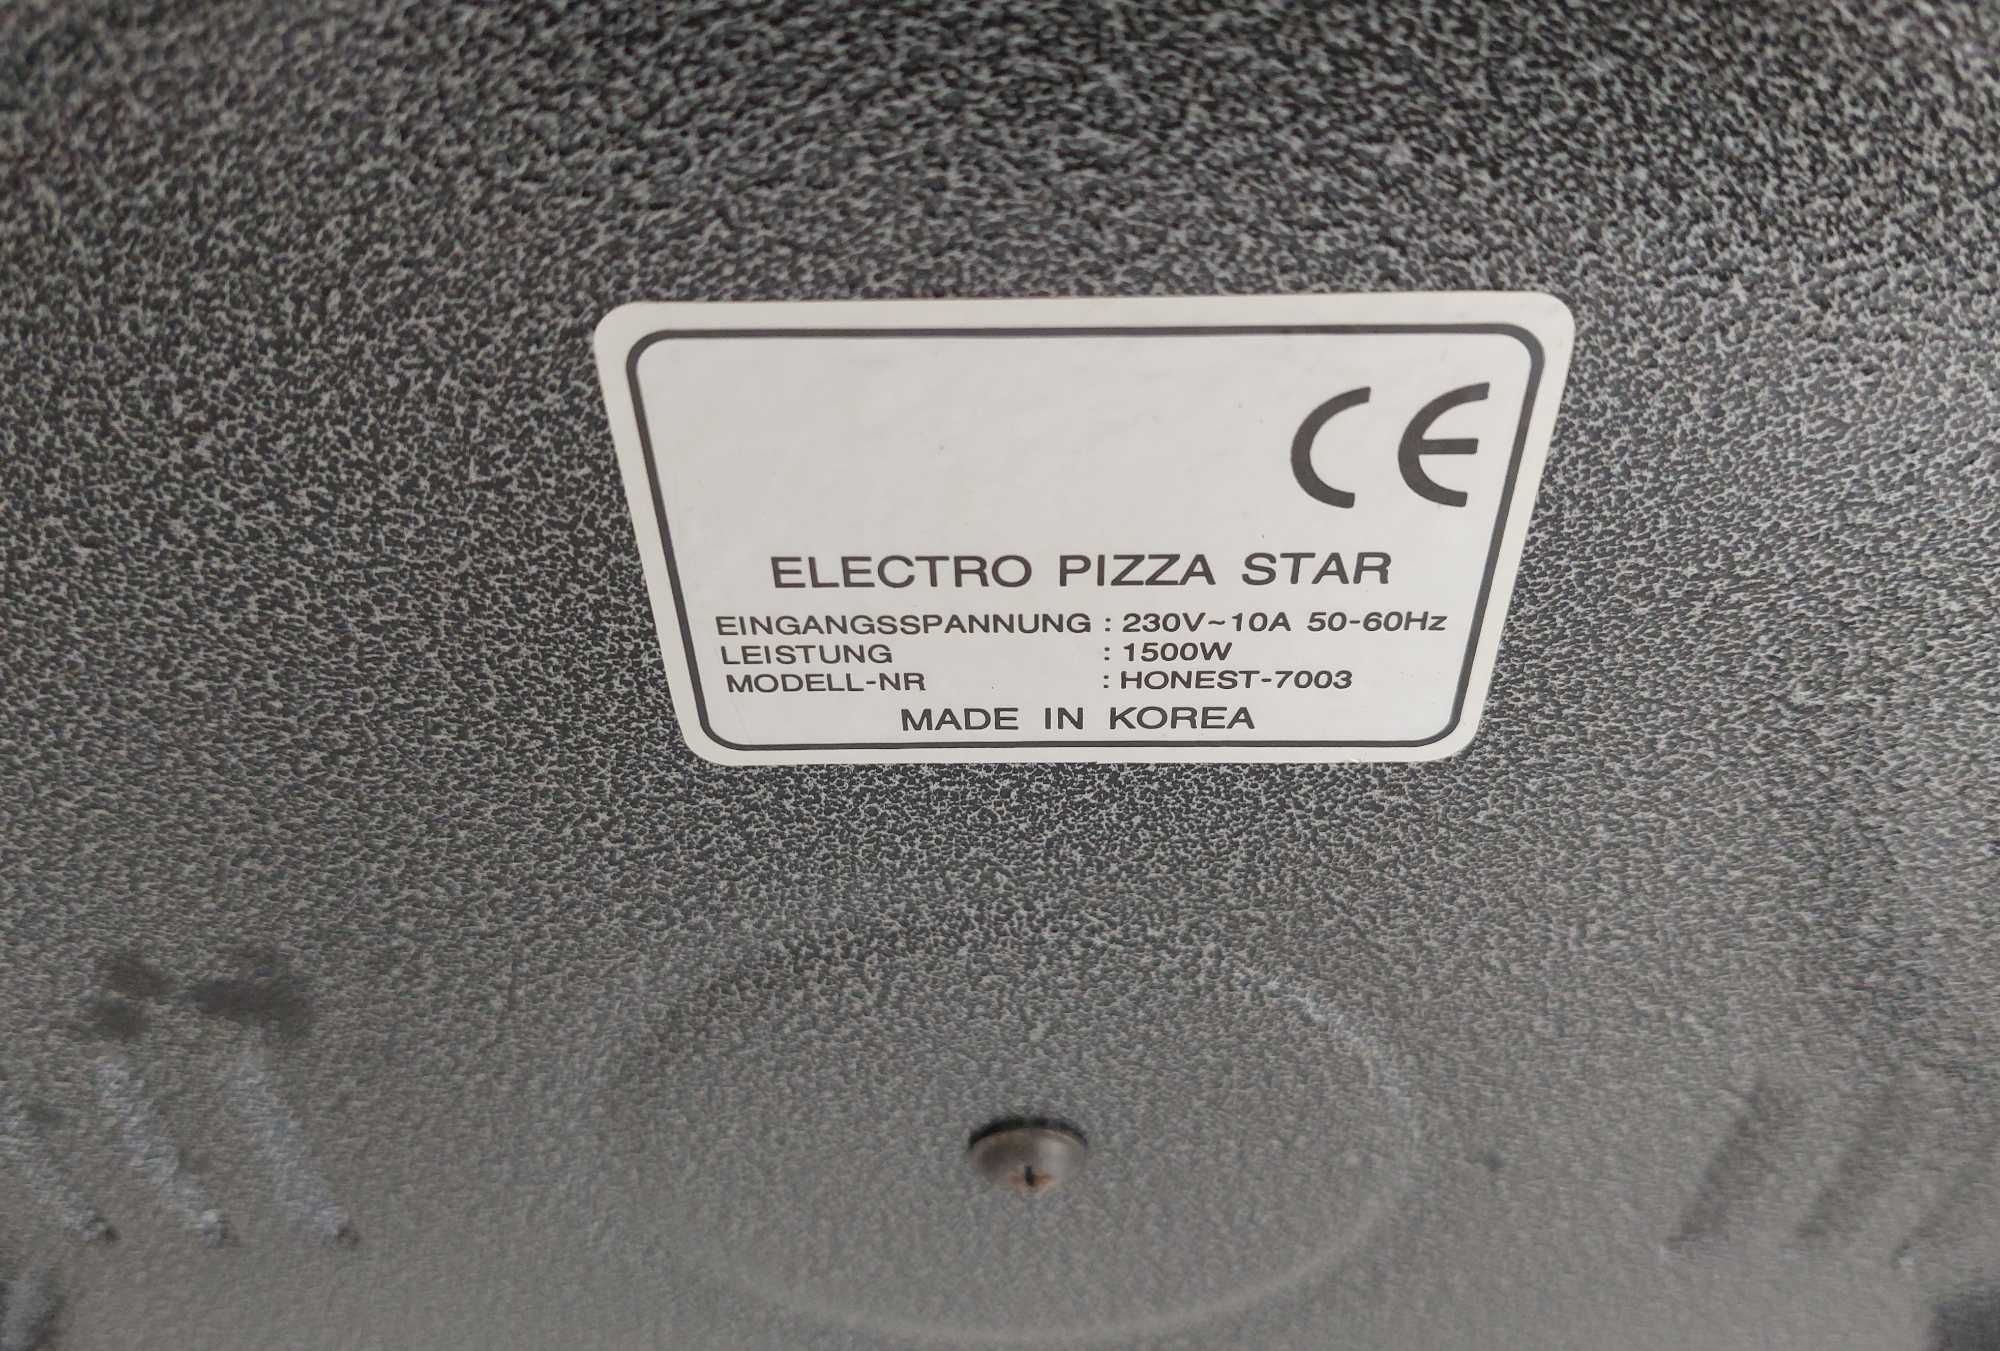 CE
ELECTRO PIZZA STAR
EINGANGSSPANNUNG : 230V~10A 50-60Hz
LEISTUNG : 1500W
MODELL-NR : HONEST-7003
MADE IN KOREA